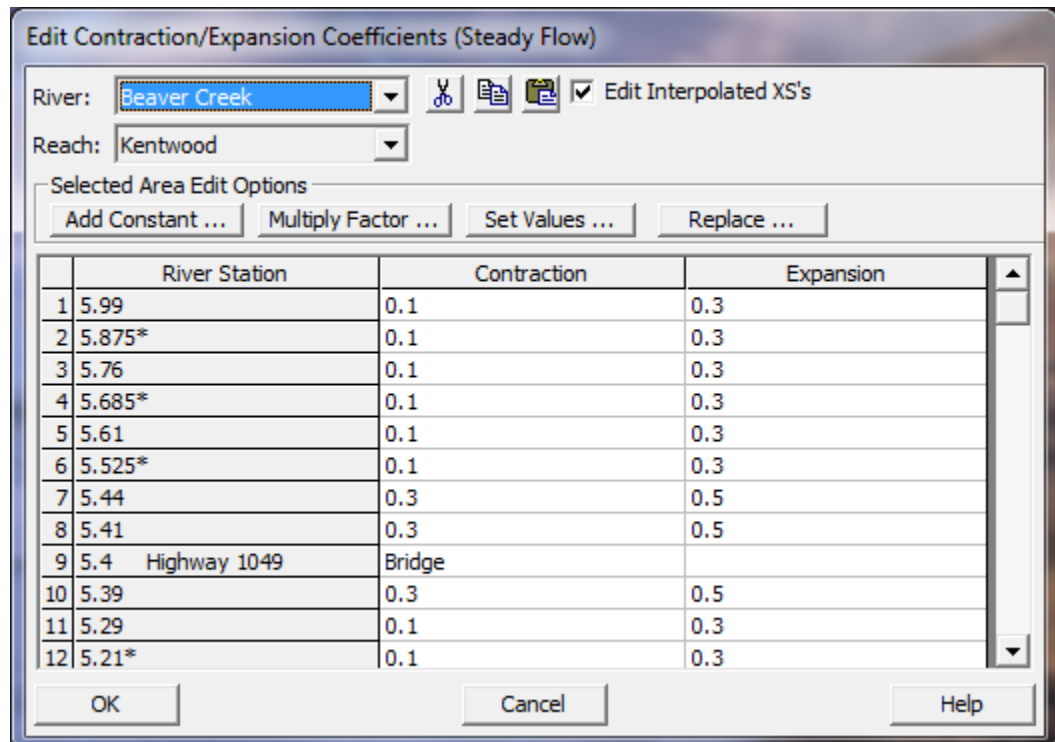 Edit Contraction/Expansion Coefficients (Steady Flow)
River: Beaver Creek Edit Interpolated XS's
Reach: Kentwood
Selected Area Edit Options
Add Constant ... Multiply Factor ... Set Values ... Replace ...
River Station Contraction Expansion
1 5.99 0.1 0.3
2 5.875* 0.1 0.3
3 5.76 0.1 0.3
4 5.685* 0.1 0.3
5 5.61 0.1 0.3
6 5.525* 0.1 0.3
7 5.44 0.3 0.5
8 5.41 0.3 0.5
9 5.4 Highway 1049 Bridge
10 5.39 0.3 0.5
11 5.29 0.1 0.3
12 5.21* 0.1 0.3
OK Cancel Help